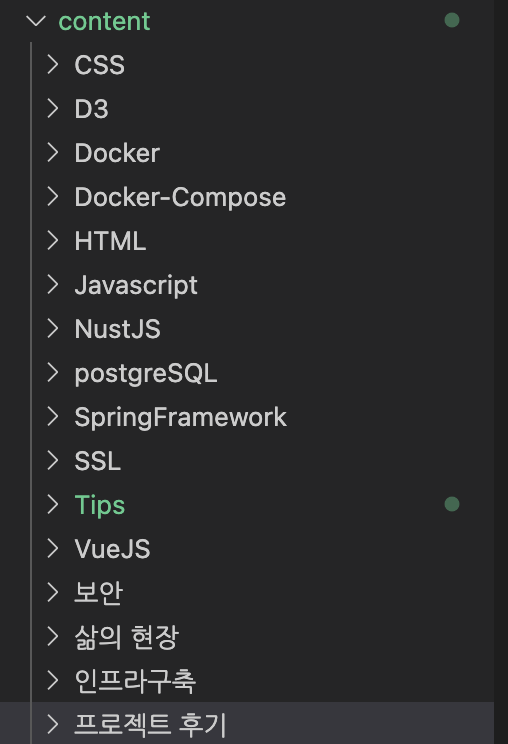 content
CSS
D3
Docker
Docker-Compose
HTML
Javascript
NustJS
postgreSQL
SpringFramework
SSL
Tips
VueJS
보안
삶의 현장
인프라구축
프로젝트 후기